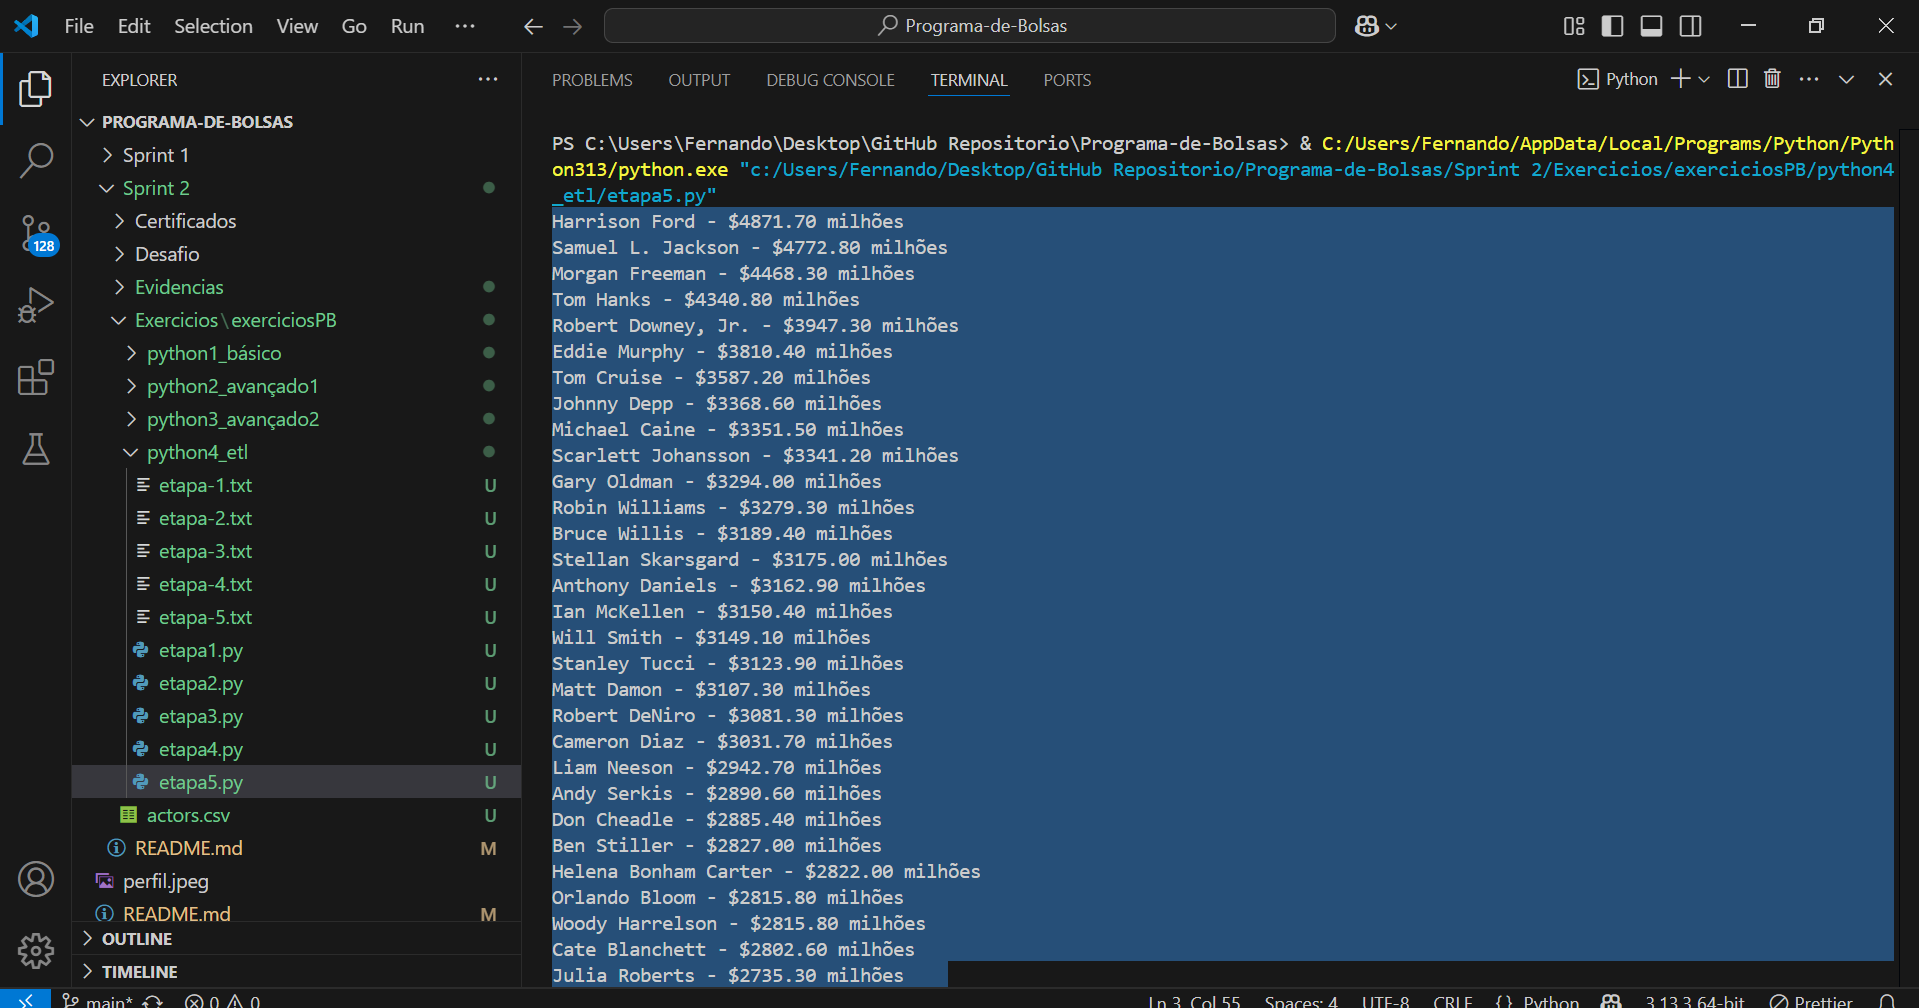 File Edit Selection View Go Run ··· Programa-de-Bolsas
EXPLORER
PROGRAMA-DE-BOLSAS
Sprint 1
Sprint 2
Certificados
Desafio
Evidencias
Exercicios\exerciciosPB
python1_básico
python2_avançado1
python3_avançado2
python4_etl
etapa-1.txt U
etapa-2.txt U
etapa-3.txt U
etapa-4.txt U
etapa-5.txt U
etapa1.py U
etapa2.py U
etapa3.py U
etapa4.py U
etapa5.py U
actors.csv U
README.md M
perfil.jpeg
README.md M
OUTLINE
TIMELINE
128
PROBLEMS OUTPUT DEBUG CONSOLE TERMINAL PORTS Python
PS C:\Users\Fernando\Desktop\GitHub Repositorio\Programa-de-Bolsas> & C:/Users/Fernando/AppData/Local/Programs/Python/Pyth
on313/python.exe "c:/Users/Fernando/Desktop/GitHub Repositorio/Programa-de-Bolsas/Sprint 2/Exercicios/exerciciosPB/python4
_etl/etapa5.py"
Harrison Ford - $4871.70 milhões
Samuel L. Jackson - $4772.80 milhões
Morgan Freeman - $4468.30 milhões
Tom Hanks - $4340.80 milhões
Robert Downey, Jr. - $3947.30 milhões
Eddie Murphy - $3810.40 milhões
Tom Cruise - $3587.20 milhões
Johnny Depp - $3368.60 milhões
Michael Caine - $3351.50 milhões
Scarlett Johansson - $3341.20 milhões
Gary Oldman - $3294.00 milhões
Robin Williams - $3279.30 milhões
Bruce Willis - $3189.40 milhões
Stellan Skarsgard - $3175.00 milhões
Anthony Daniels - $3162.90 milhões
Ian McKellen - $3150.40 milhões
Will Smith - $3149.10 milhões
Stanley Tucci - $3123.90 milhões
Matt Damon - $3107.30 milhões
Robert DeNiro - $3081.30 milhões
Cameron Diaz - $3031.70 milhões
Liam Neeson - $2942.70 milhões
Andy Serkis - $2890.60 milhões
Don Cheadle - $2885.40 milhões
Ben Stiller - $2827.00 milhões
Helena Bonham Carter - $2822.00 milhões
Orlando Bloom - $2815.80 milhões
Woody Harrelson - $2815.80 milhões
Cate Blanchett - $2802.60 milhões
Julia Roberts - $2735.30 milhões
main* 0 0 Ln 3, Col 55 Spaces: 4 UTF-8 CRLF {} Python 3.13.3 64-bit Prettier